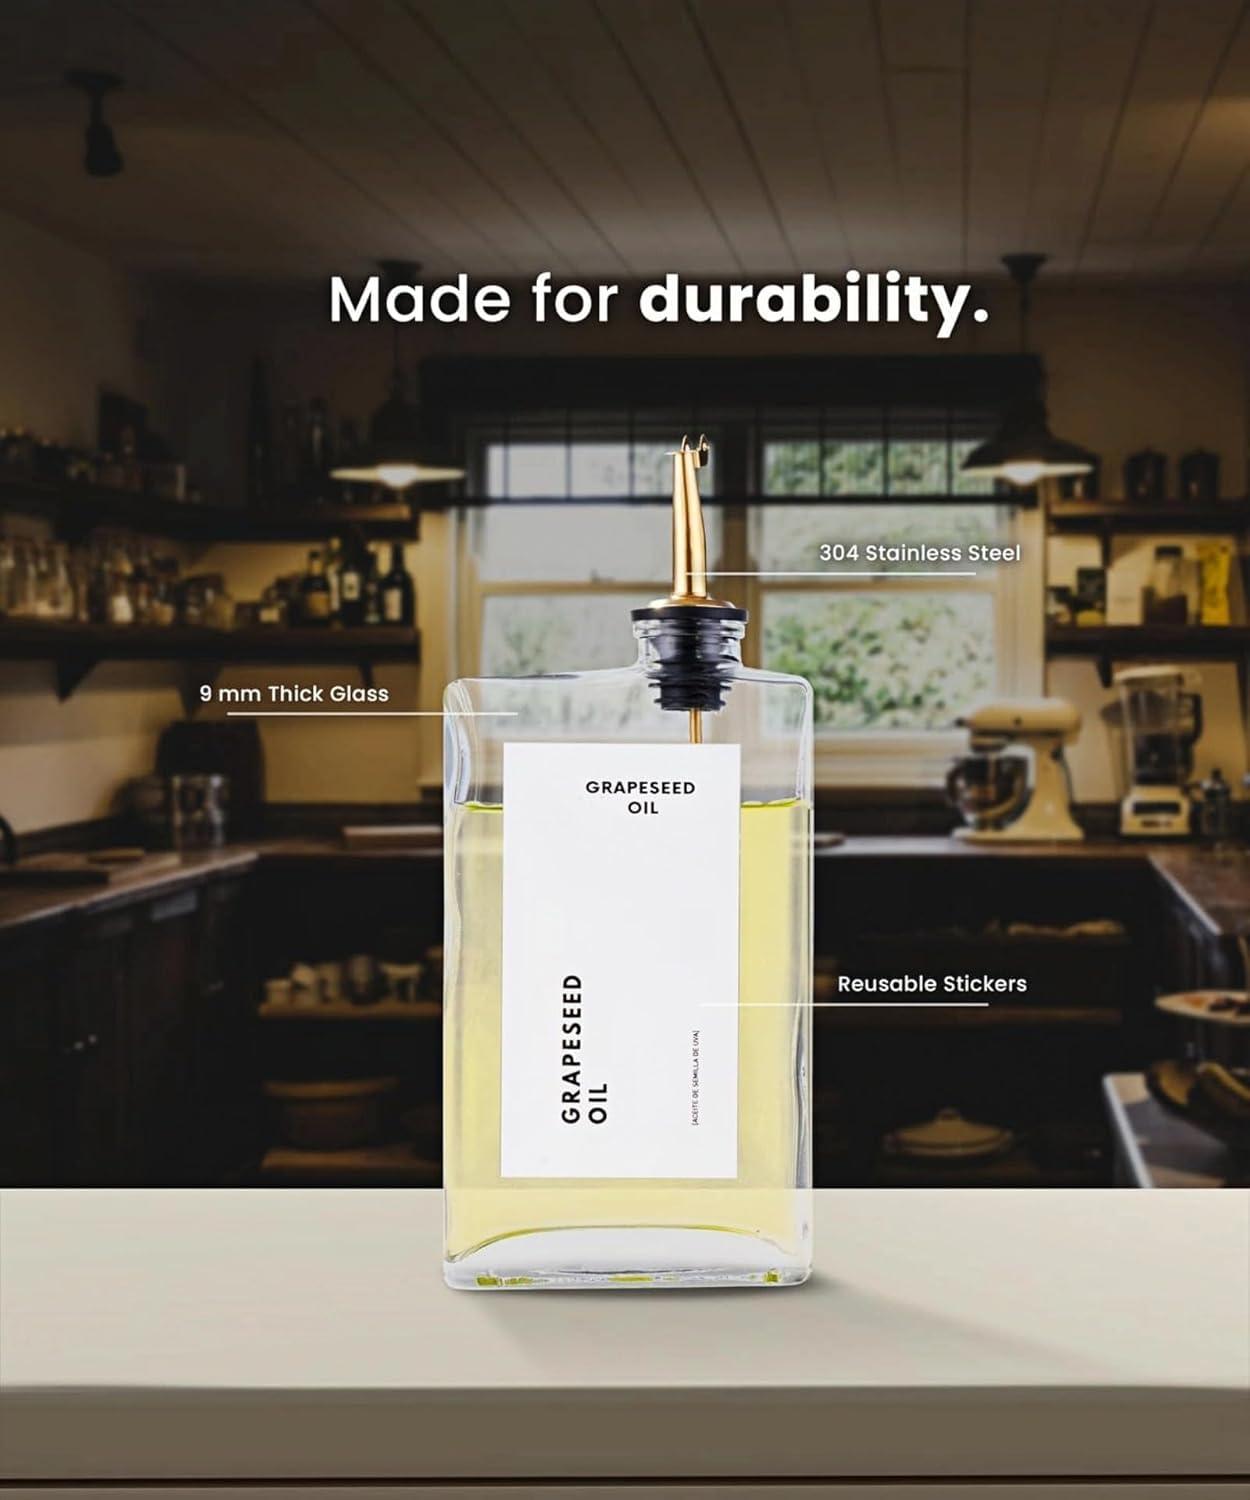 Made for durability.
304 Stainless Steel
9 mm Thick Glass
GRAPESEED
OIL
Reusable Stickers
GRAPESEED
OIL
[ACEITE DE SEMILLA DE UVA]